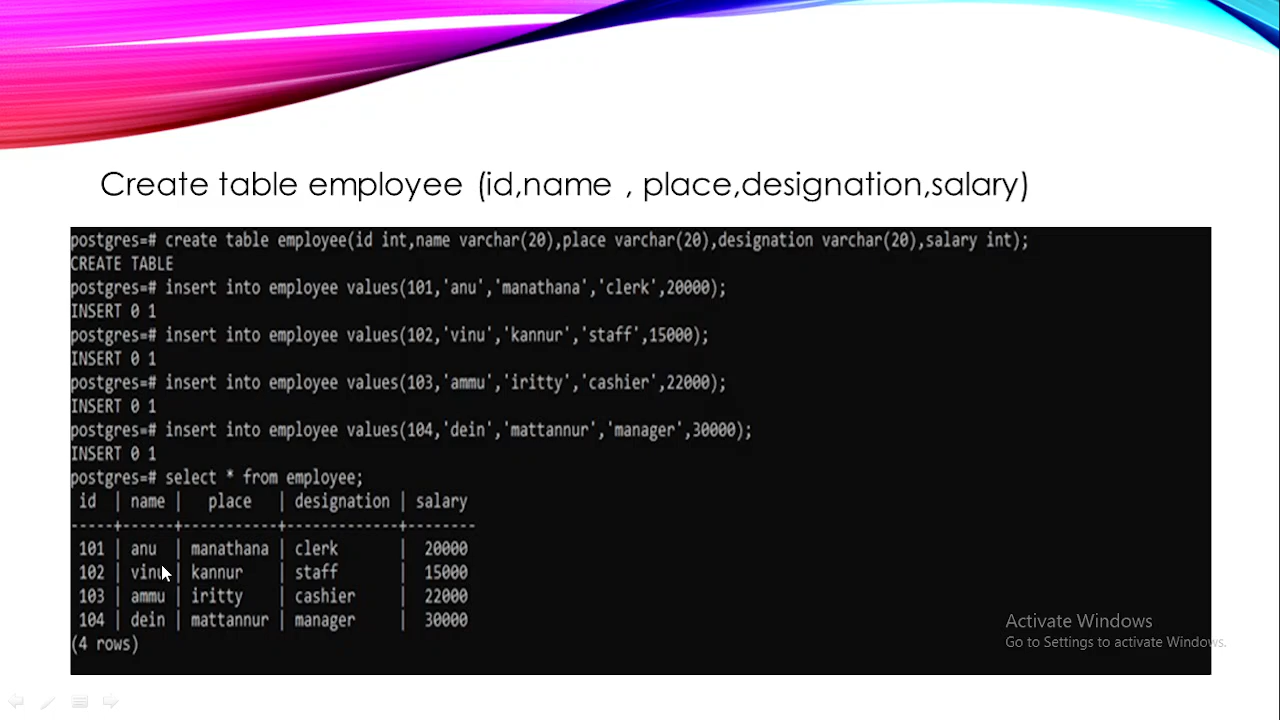 Create table employee (id,name , place,designation,salary)
postgres=# create table employee(id int,name varchar(20),place varchar(20),designation varchar(20),salary int);
CREATE TABLE
postgres=# insert into employee values(101,'anu','manathana','clerk',20000);
INSERT 0 1
postgres=# insert into employee values(102,'vinu','kannur','staff',15000);
INSERT 0 1
postgres=# insert into employee values(103,'ammu','iritty','cashier',22000);
INSERT 0 1
postgres=# insert into employee values(104,'dein','mattannur','manager',30000);
INSERT 0 1
postgres=# select * from employee;
 id  | name |   place   | designation | salary
-----+------+-----------+-------------+--------
 101 | anu  | manathana | clerk       |  20000
 102 | vinu | kannur    | staff       |  15000
 103 | ammu | iritty    | cashier     |  22000
 104 | dein | mattannur | manager     |  30000
(4 rows)
Activate Windows
Go to Settings to activate Windows.